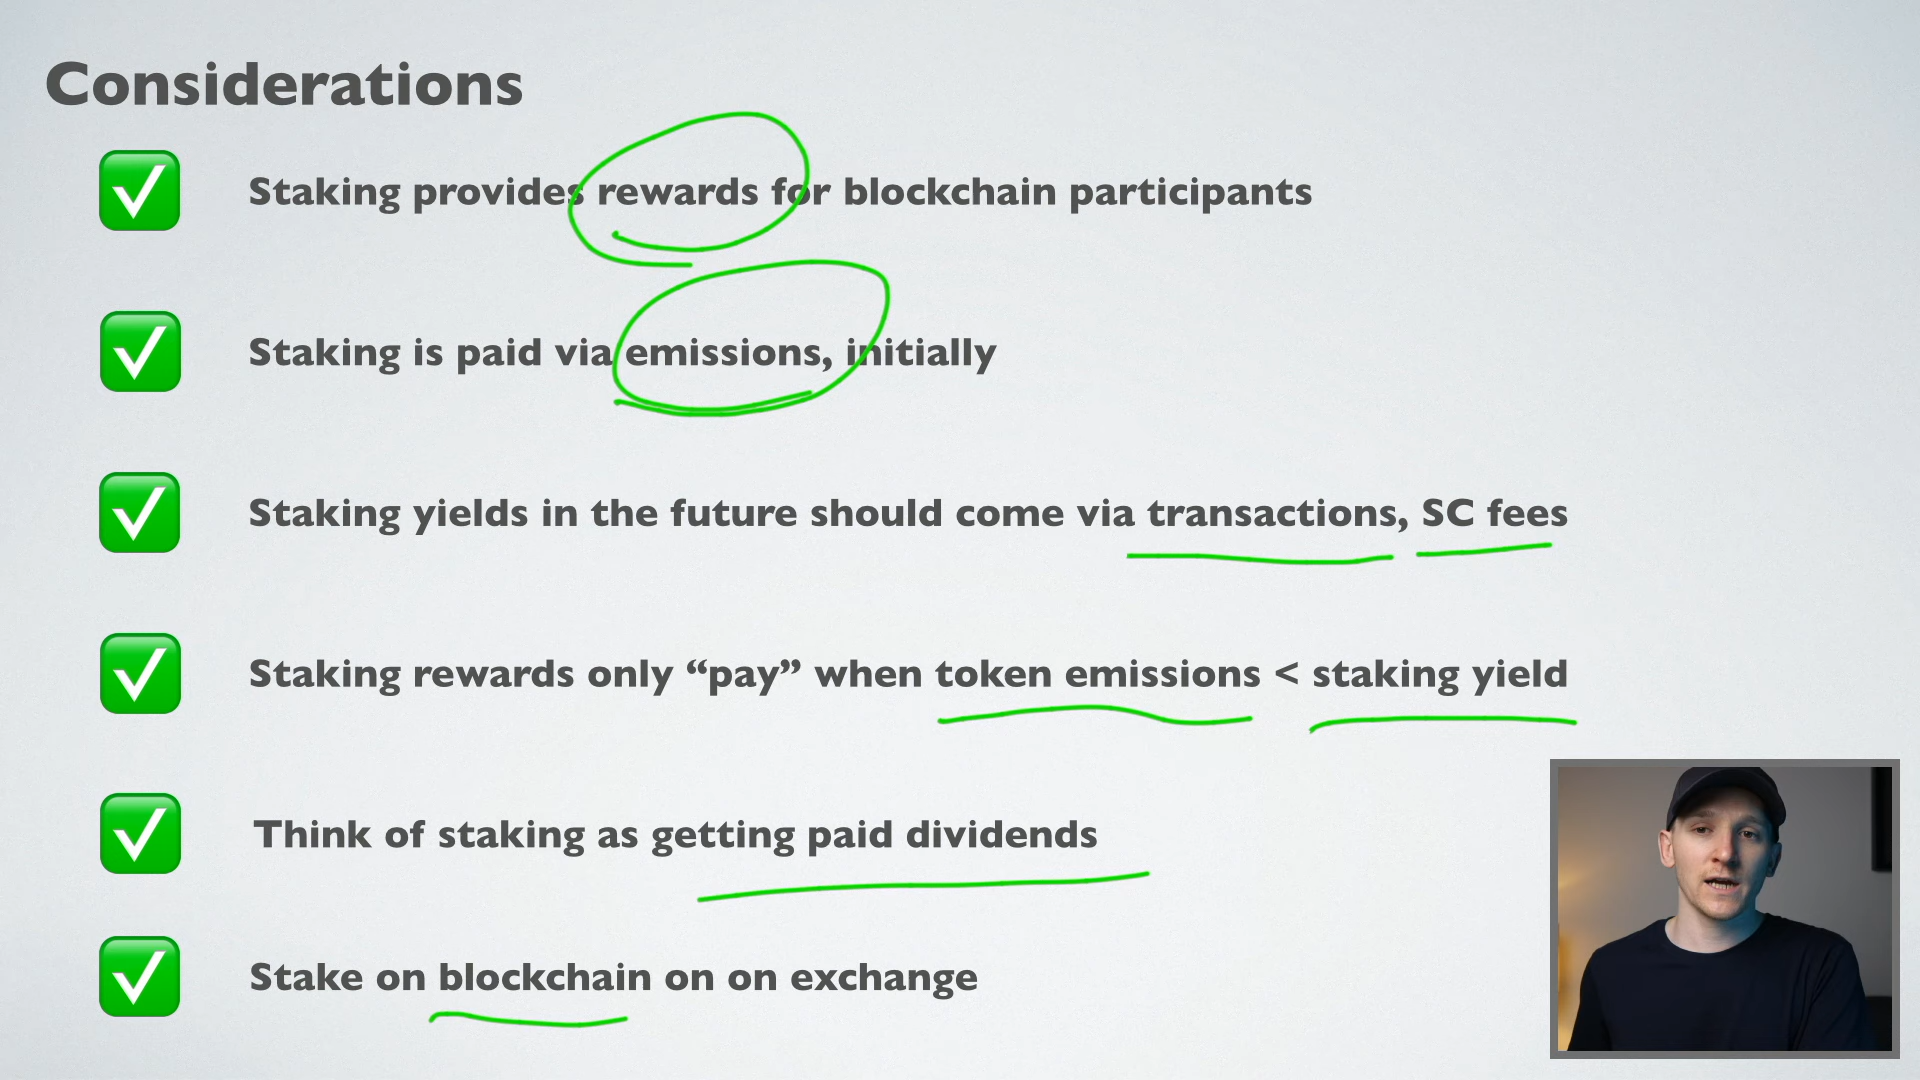 Considerations
Staking provides rewards for blockchain participants
Staking is paid via emissions, initially
Staking yields in the future should come via transactions, SC fees
Staking rewards only “pay” when token emissions < staking yield
Think of staking as getting paid dividends
Stake on blockchain on on exchange